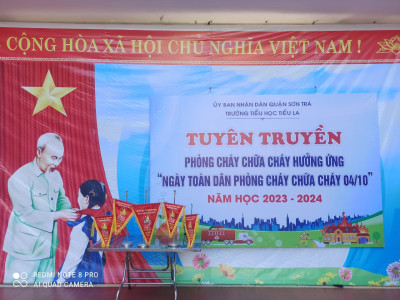 CỘNG HÒA XÃ HỘI CHỦ NGHĨA VIỆT NAM !
ỦY BAN NHÂN DÂN QUẬN SƠN TRÀ
TRƯỜNG TIỂU HỌC TIỂU LA
TUYÊN TRUYỀN
PHÒNG CHÁY CHỮA CHÁY HƯỞNG ỨNG
“NGÀY TOÀN DÂN PHÒNG CHÁY CHỮA CHÁY 04/10”
NĂM HỌC 2023 - 2024
REDMI NOTE 8 PRO
AI QUAD CAMERA